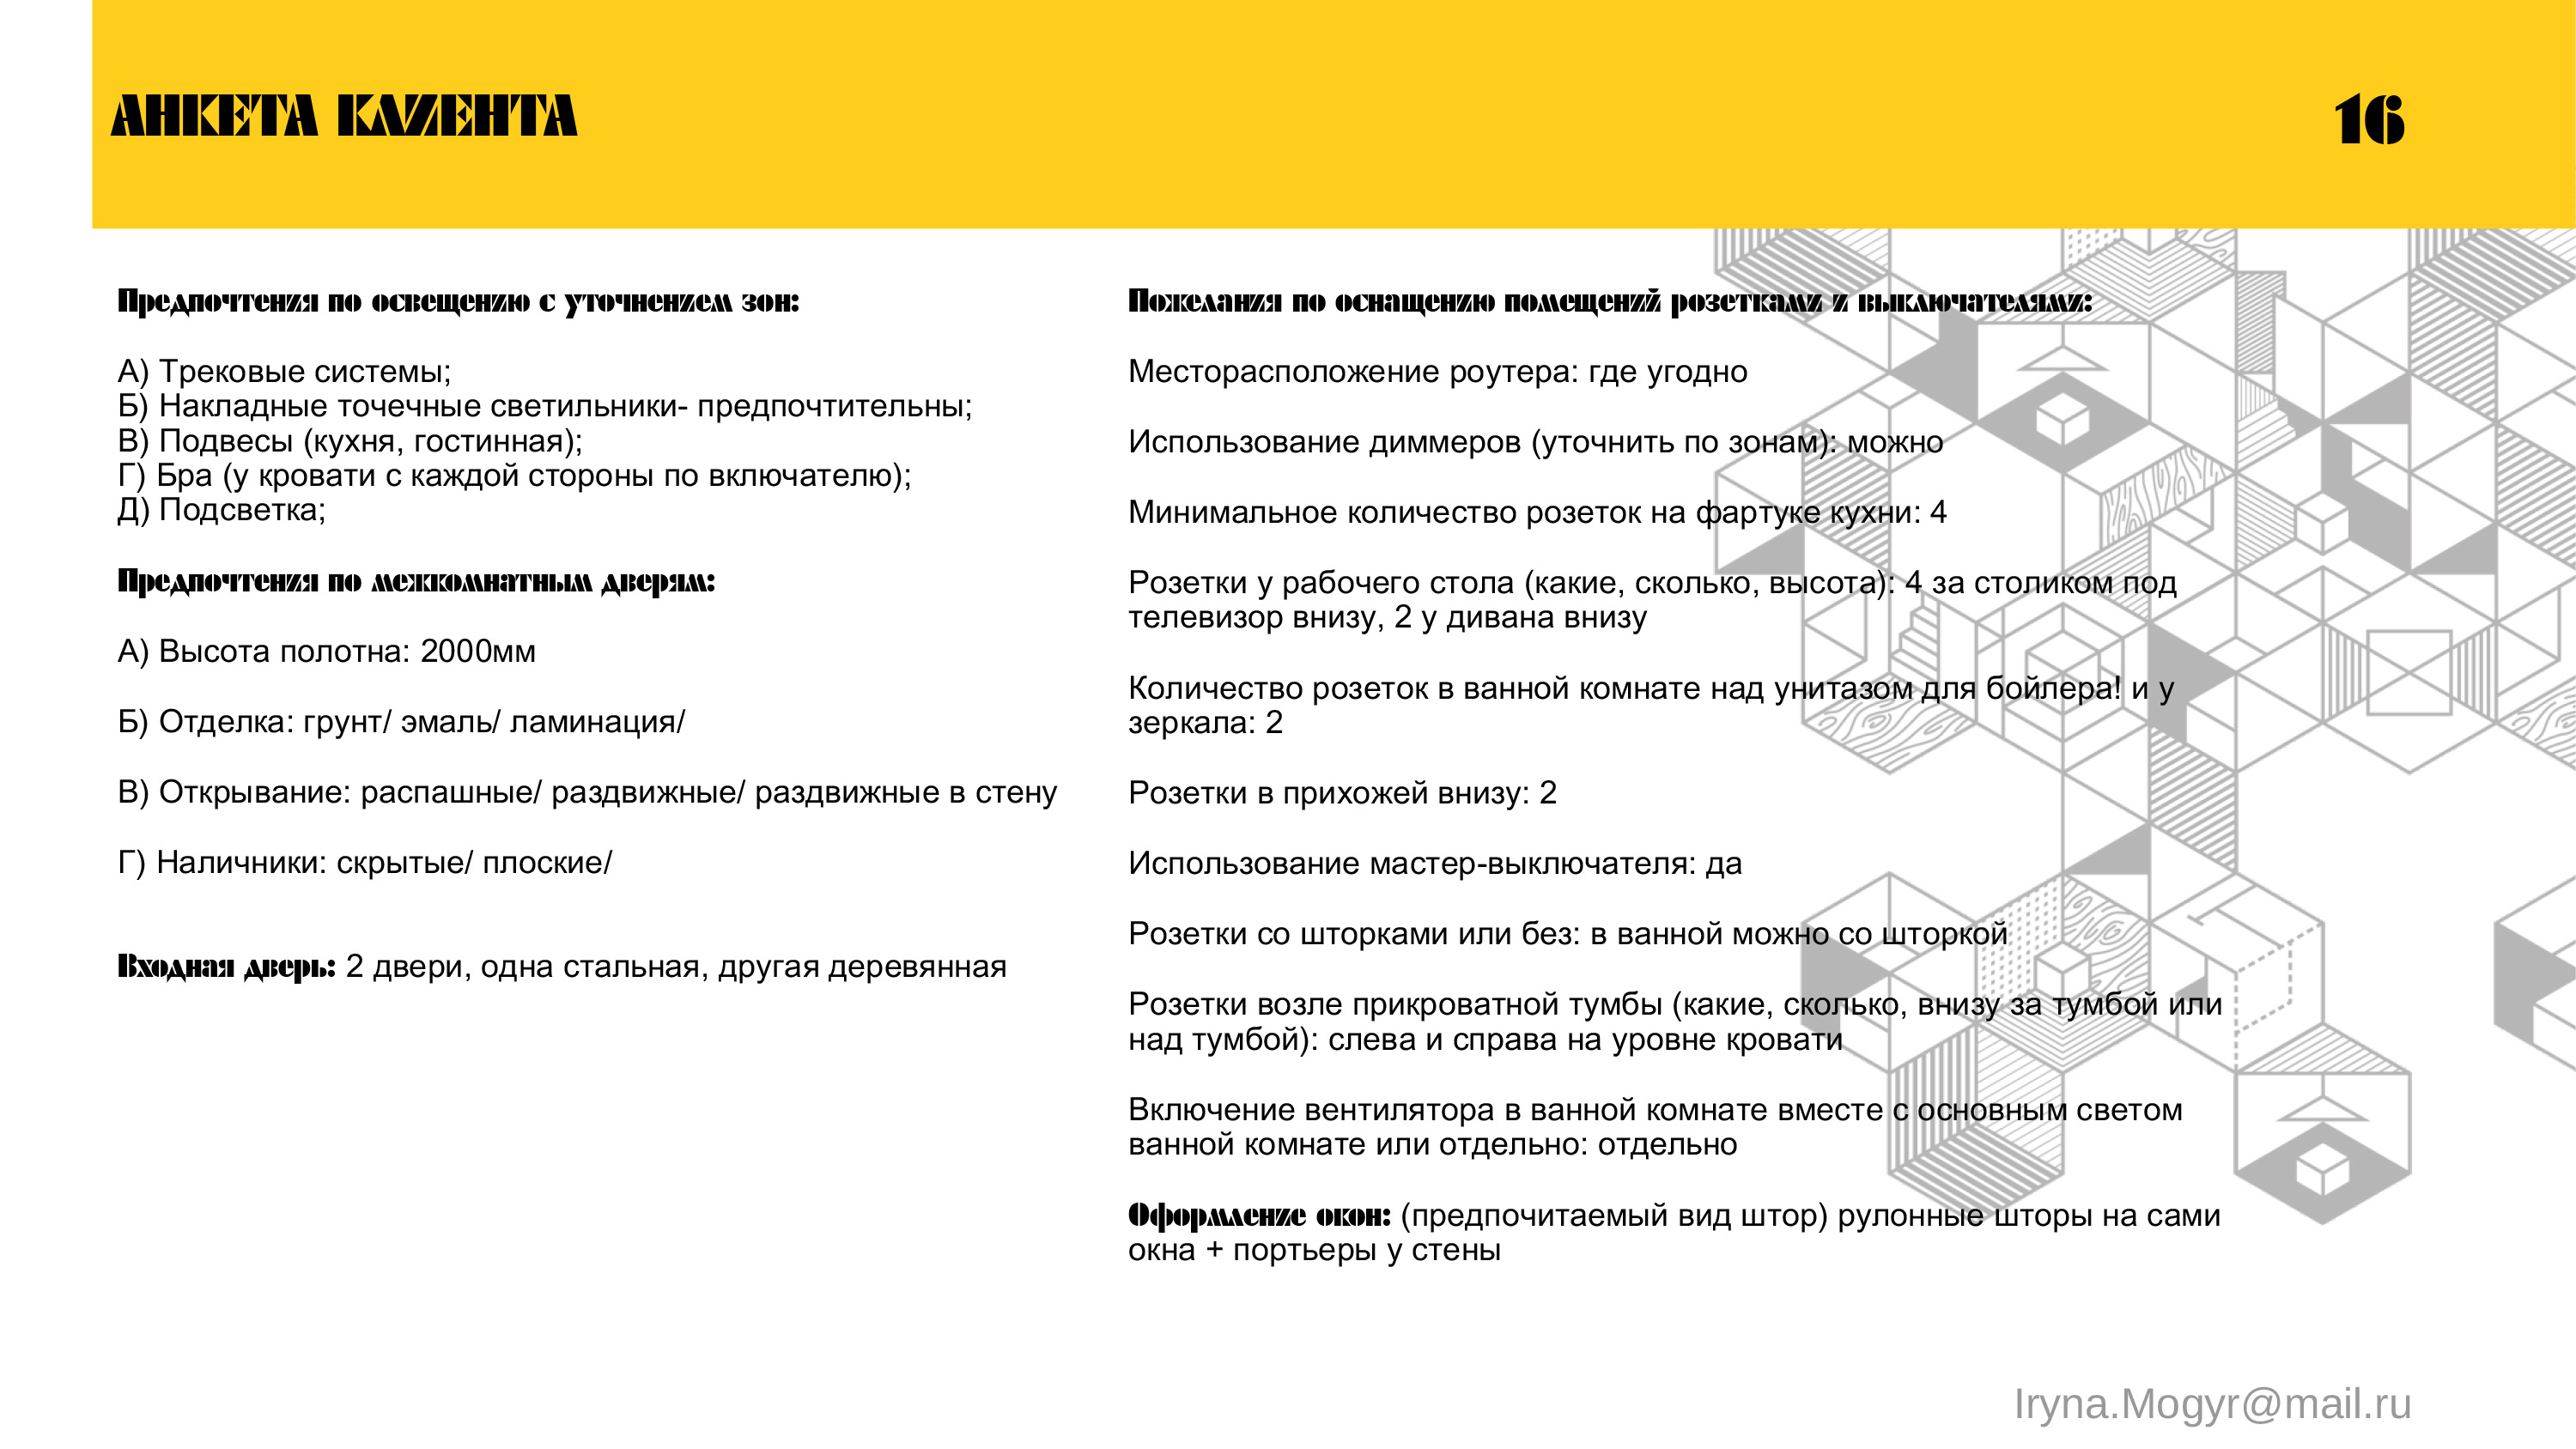 АНКЕТА КЛИЕНТА
16
Предпочтения по освещению с уточнением зон:
А) Трековые системы;
Б) Накладные точечные светильники- предпочтительны;
В) Подвесы (кухня, гостинная);
Г) Бра (у кровати с каждой стороны по включателю);
Д) Подсветка;
Предпочтения по межкомнатным дверям:
А) Высота полотна: 2000мм
Б) Отделка: грунт/ эмаль/ ламинация/
В) Открывание: распашные/ раздвижные/ раздвижные в стену
Г) Наличники: скрытые/ плоские/
Входная дверь: 2 двери, одна стальная, другая деревянная
Пожелания по оснащению помещений розетками и выключателями:
Месторасположение роутера: где угодно
Использование диммеров (уточнить по зонам): можно
Минимальное количество розеток на фартуке кухни: 4
Розетки у рабочего стола (какие, сколько, высота): 4 за столиком под
телевизор внизу, 2 у дивана внизу
Количество розеток в ванной комнате над унитазом для бойлера! и у
зеркала: 2
Розетки в прихожей внизу: 2
Использование мастер-выключателя: да
Розетки со шторками или без: в ванной можно со шторкой
Розетки возле прикроватной тумбы (какие, сколько, внизу за тумбой или
над тумбой): слева и справа на уровне кровати
Включение вентилятора в ванной комнате вместе с основным светом
ванной комнате или отдельно: отдельно
Оформление окон: (предпочитаемый вид штор) рулонные шторы на сами
окна + портьеры у стены
Iryna.Mogyr@mail.ru